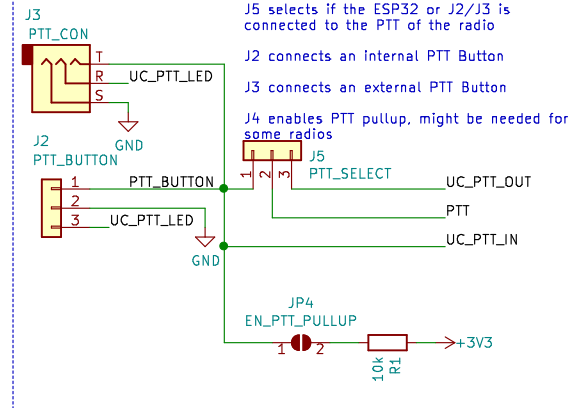 J3
PTT_CON
T
R
S
UC_PTT_LED
GND
J5 selects if the ESP32 or J2/J3 is
connected to the PTT of the radio
J2 connects an internal PTT Button
J3 connects an external PTT Button
J4 enables PTT pullup, might be needed for
some radios
J2
PTT_BUTTON
1
2
3
PTT_BUTTON
UC_PTT_LED
GND
J5
PTT_SELECT
1
2
3
UC_PTT_OUT
PTT
UC_PTT_IN
JP4
EN_PTT_PULLUP
1
2
10k
R1
+3V3